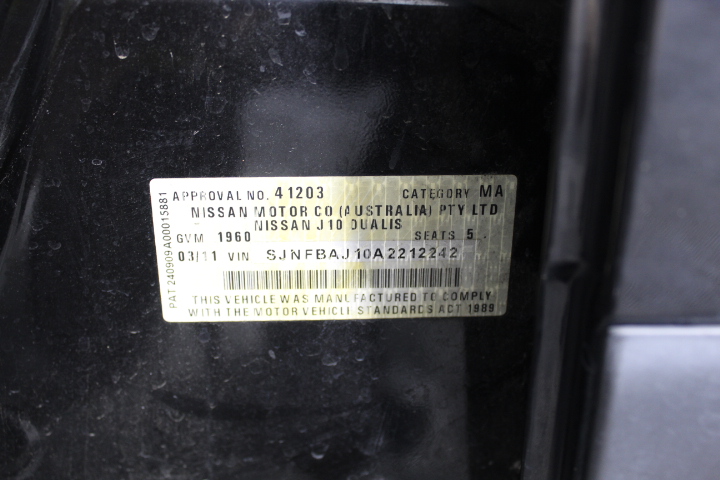 APPROVAL NO. 41203 CATEGORY MA
NISSAN MOTOR CO (AUSTRALIA) PTY LTD
NISSAN J10 DUALIS
GVM 1960 SEATS 5
03/11 VIN SJNFBAJ10A2212242
THIS VEHICLE WAS MANUFACTURED TO COMPLY
WITH THE MOTOR VEHICLE STANDARDS ACT 1989
PAT 240909A00015881